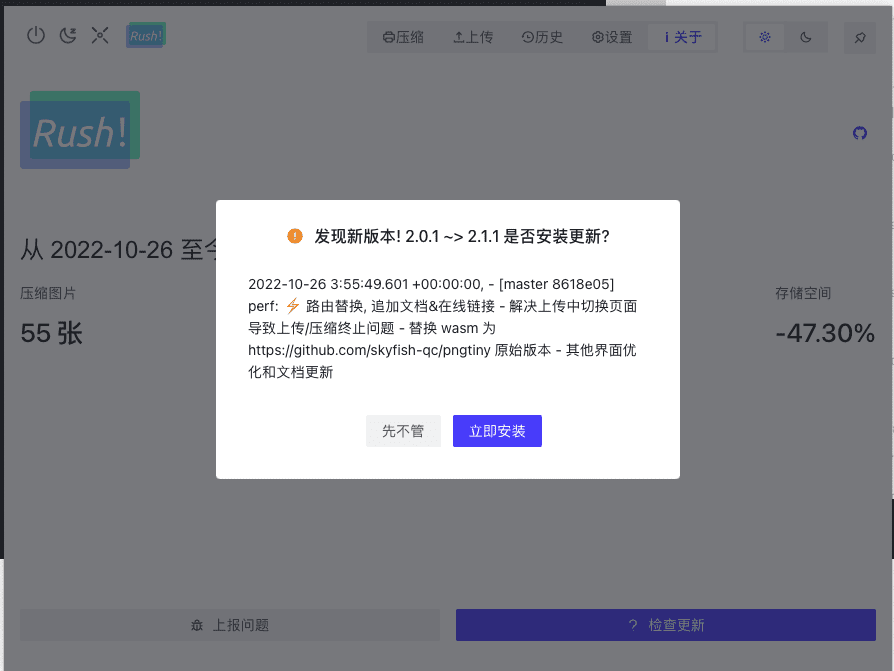 Rush!
压缩
上传
历史
设置
i 关于
Rush!
从 2022-10-26 至今
压缩图片
55 张
存储空间
-47.30%
发现新版本! 2.0.1 ~> 2.1.1 是否安装更新?
2022-10-26 3:55:49.601 +00:00:00, - [master 8618e05]
perf: ⚡ 路由替换, 追加文档&在线链接 - 解决上传中切换页面
导致上传/压缩终止问题 - 替换 wasm 为
https://github.com/skyfish-qc/pngtiny 原始版本 - 其他界面优
化和文档更新
先不管
立即安装
上报问题
? 检查更新